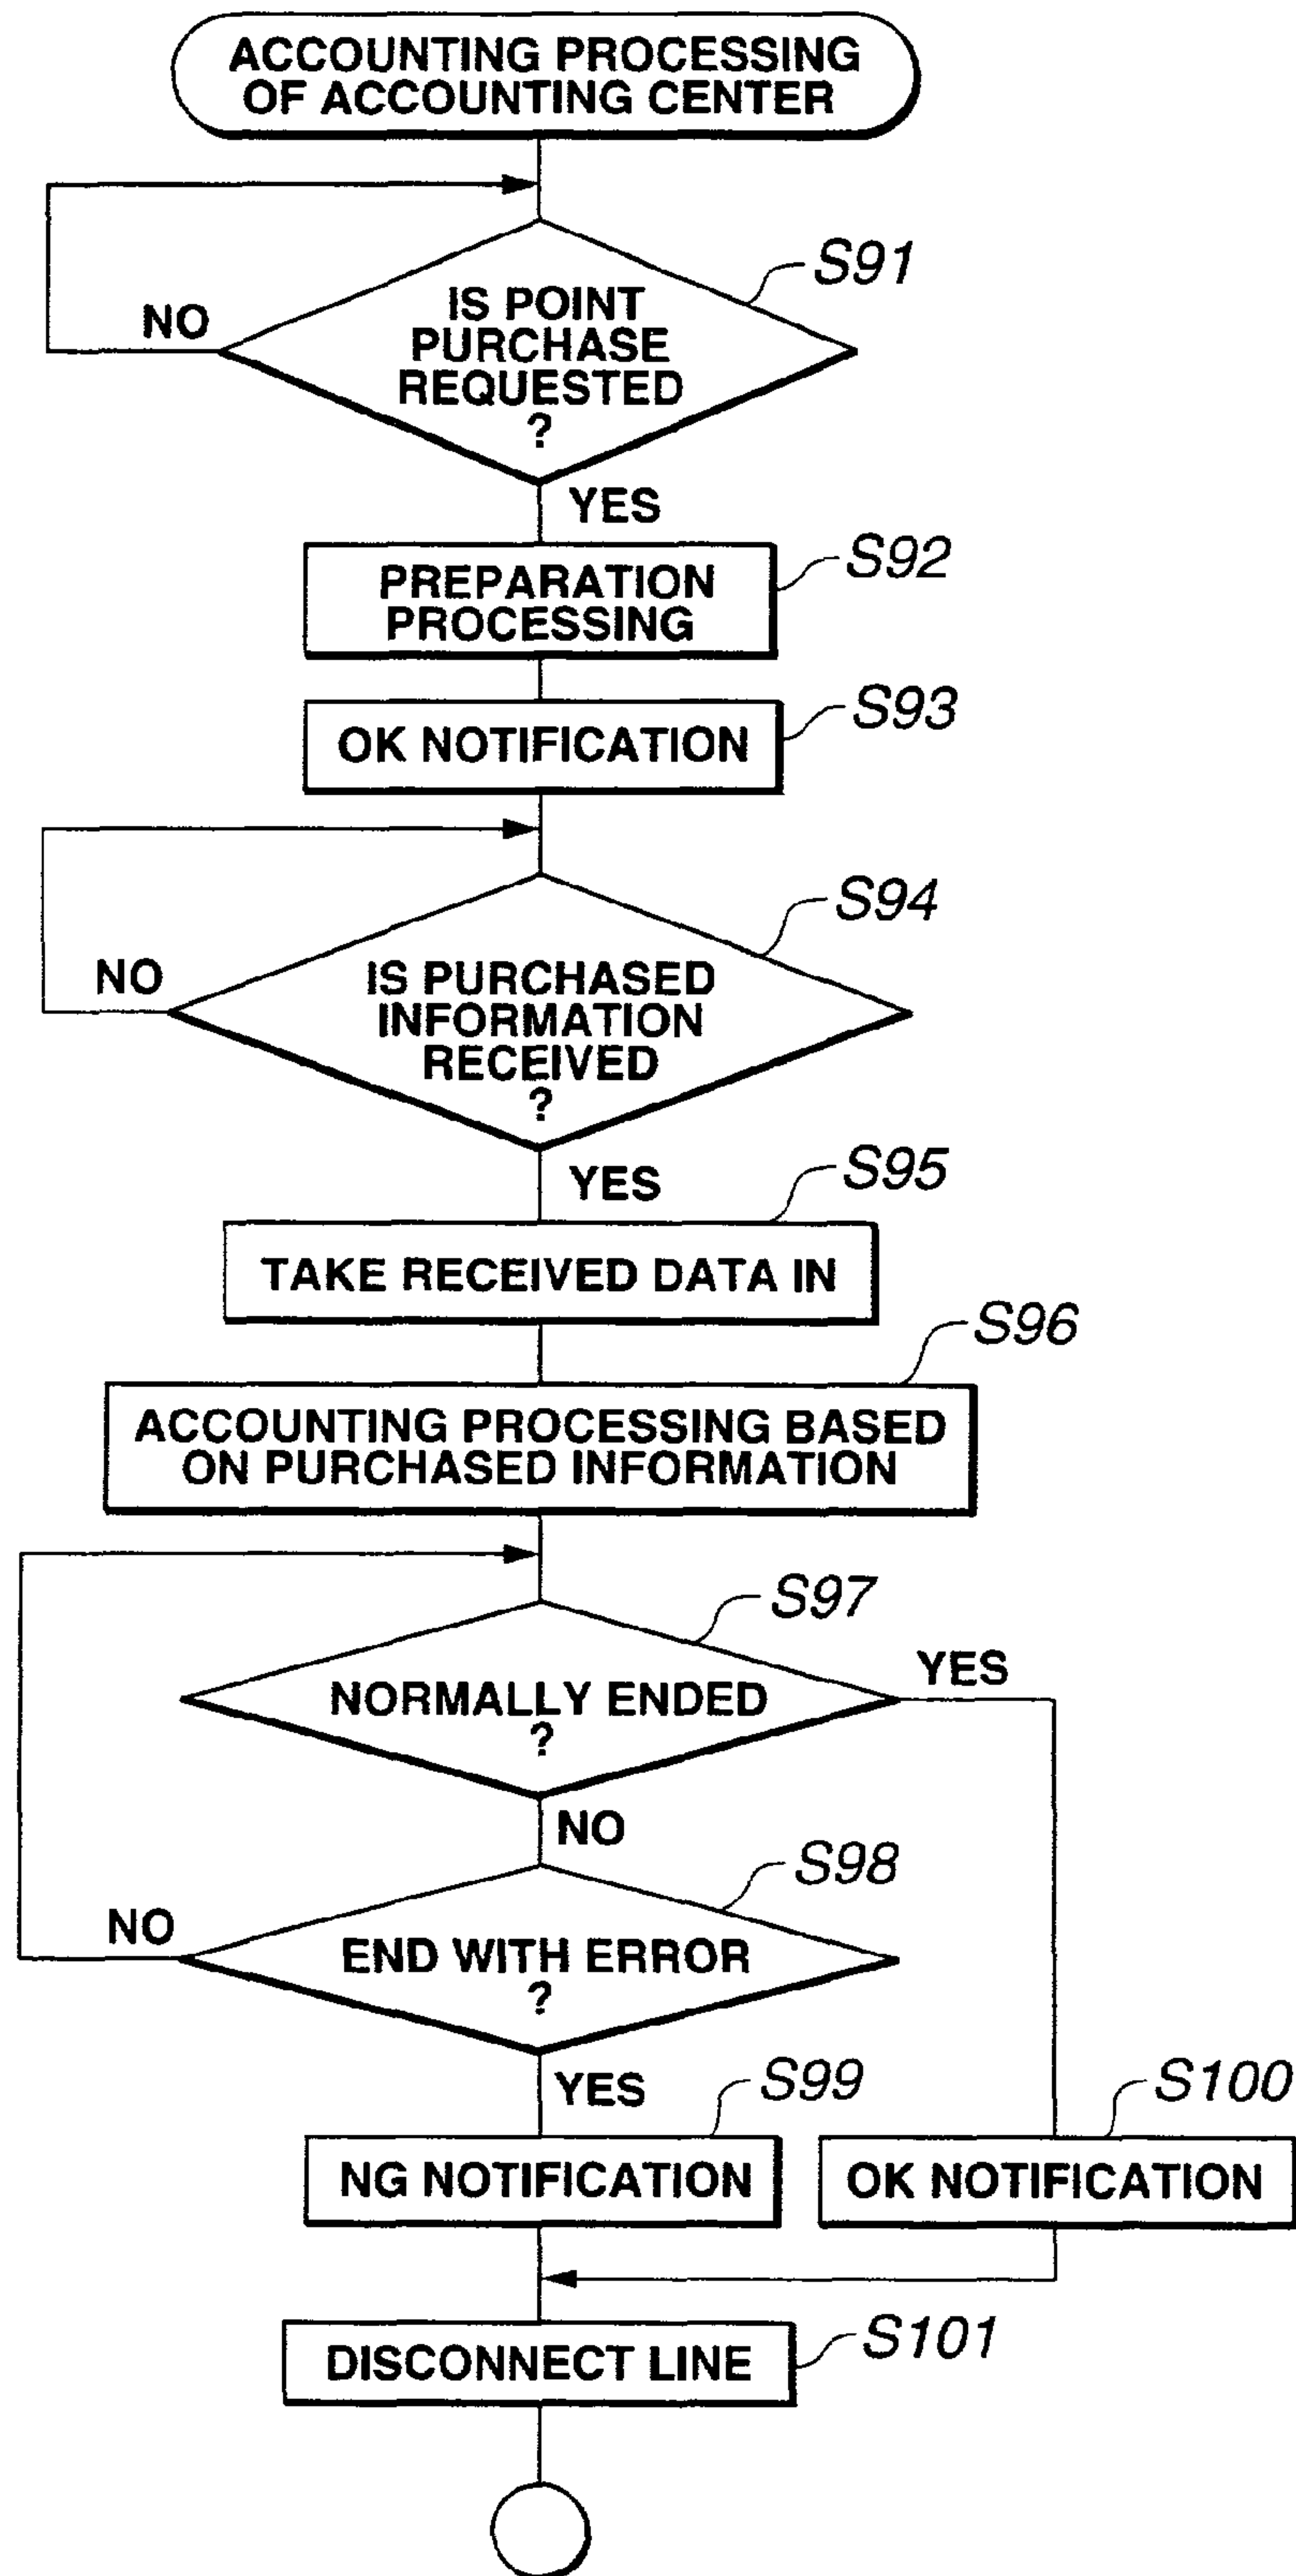 ACCOUNTING PROCESSING
OF ACCOUNTING CENTER
S91
IS POINT
PURCHASE
REQUESTED
?
NO
YES
S92
PREPARATION
PROCESSING
S93
OK NOTIFICATION
S94
NO
IS PURCHASED
INFORMATION
RECEIVED
?
YES
S95
TAKE RECEIVED DATA IN
S96
ACCOUNTING PROCESSING BASED
ON PURCHASED INFORMATION
S97
YES
NORMALLY ENDED
?
NO
S98
NO
END WITH ERROR
?
YES
S99
S100
NG NOTIFICATION
OK NOTIFICATION
S101
DISCONNECT LINE